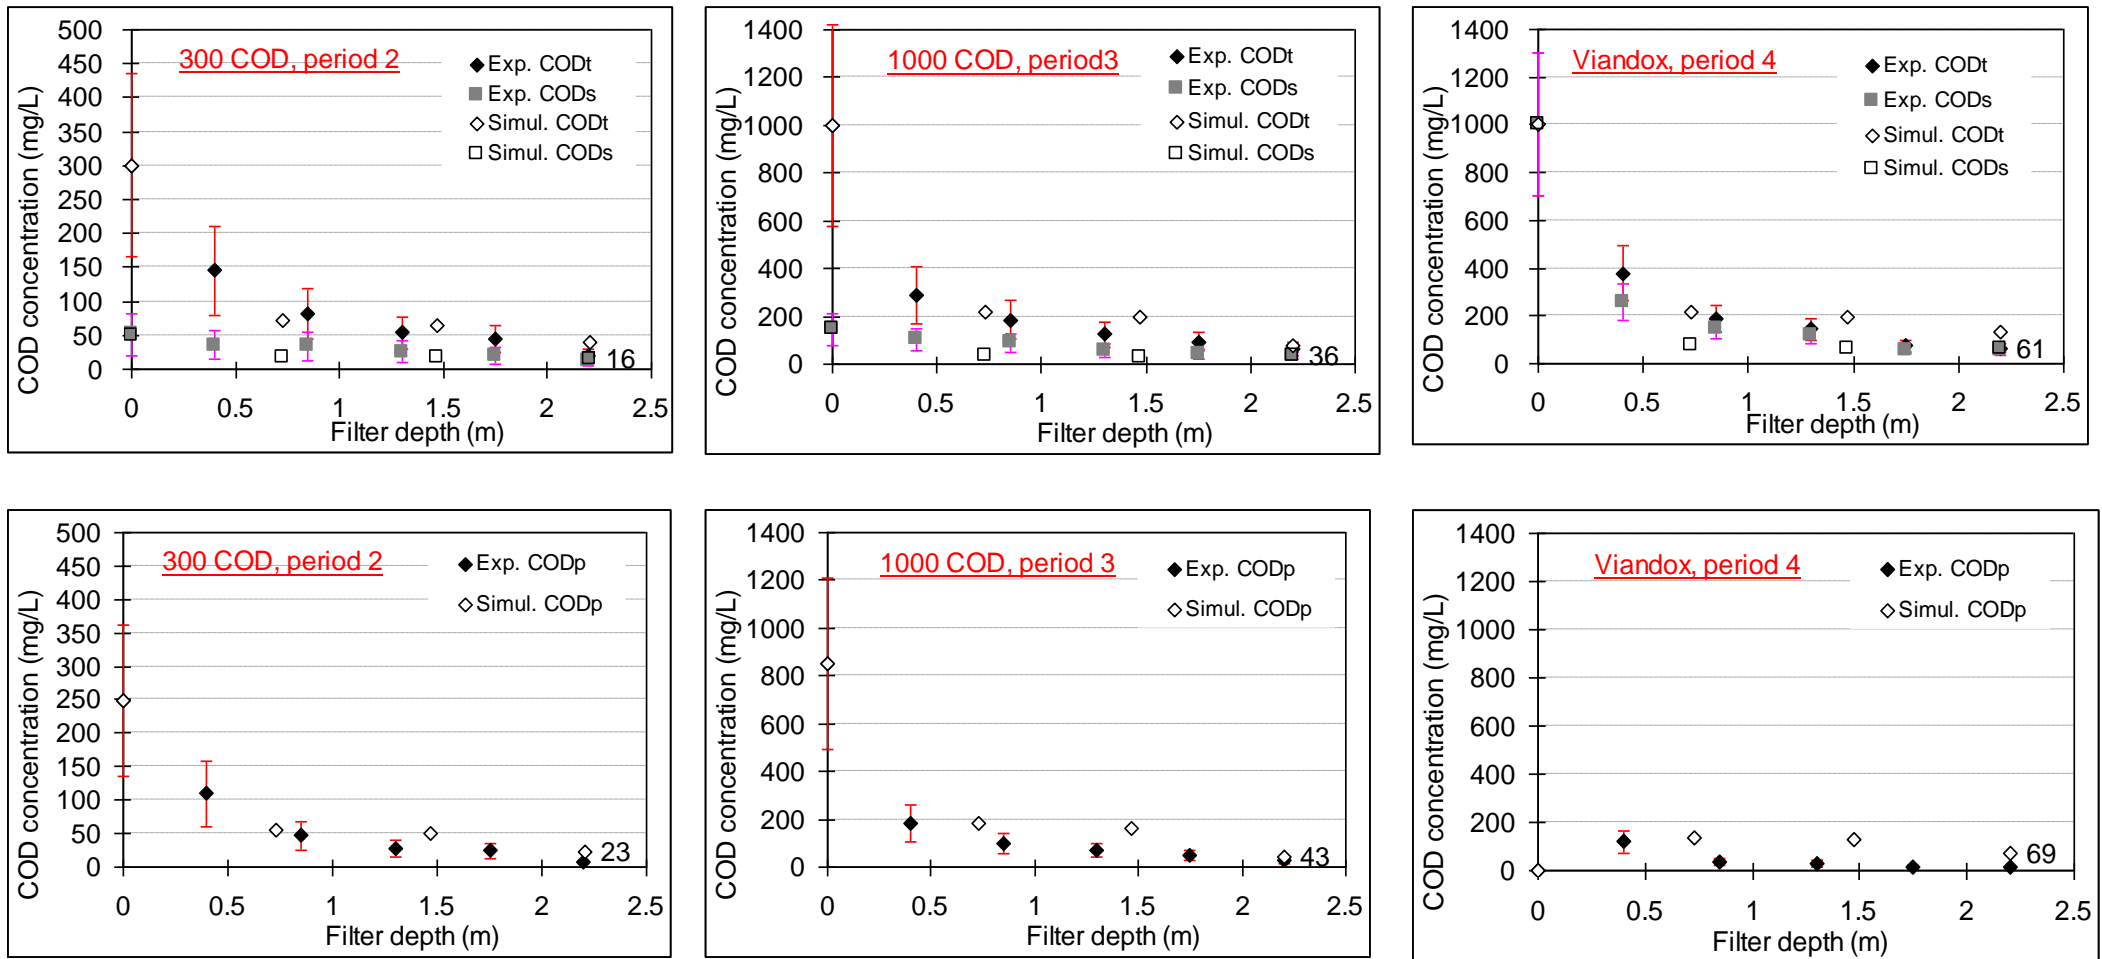 300 COD, period 2
Exp. CODt
Exp. CODs
Simul. CODt
Simul. CODs
COD concentration (mg/L)
500
450
400
350
300
250
200
150
100
50
0
16
0 0.5 1 1.5 2 2.5
Filter depth (m)
1000 COD, period3
Exp. CODt
Exp. CODs
Simul. CODt
Simul. CODs
COD concentration (mg/L)
1400
1200
1000
800
600
400
200
0
36
0 0.5 1 1.5 2 2.5
Filter depth (m)
Viandox, period 4
Exp. CODt
Exp. CODs
Simul. CODt
Simul. CODs
COD concentration (mg/L)
1400
1200
1000
800
600
400
200
0
61
0 0.5 1 1.5 2 2.5
Filter depth (m)
300 COD, period 2
Exp. CODp
Simul. CODp
COD concentration (mg/L)
500
450
400
350
300
250
200
150
100
50
0
23
0 0.5 1 1.5 2 2.5
Filter depth (m)
1000 COD, period 3
Exp. CODp
Simul. CODp
COD concentration (mg/L)
1400
1200
1000
800
600
400
200
0
43
0 0.5 1 1.5 2 2.5
Filter depth (m)
Viandox, period 4
Exp. CODp
Simul. CODp
COD concentration (mg/L)
1400
1200
1000
800
600
400
200
0
69
0 0.5 1 1.5 2 2.5
Filter depth (m)